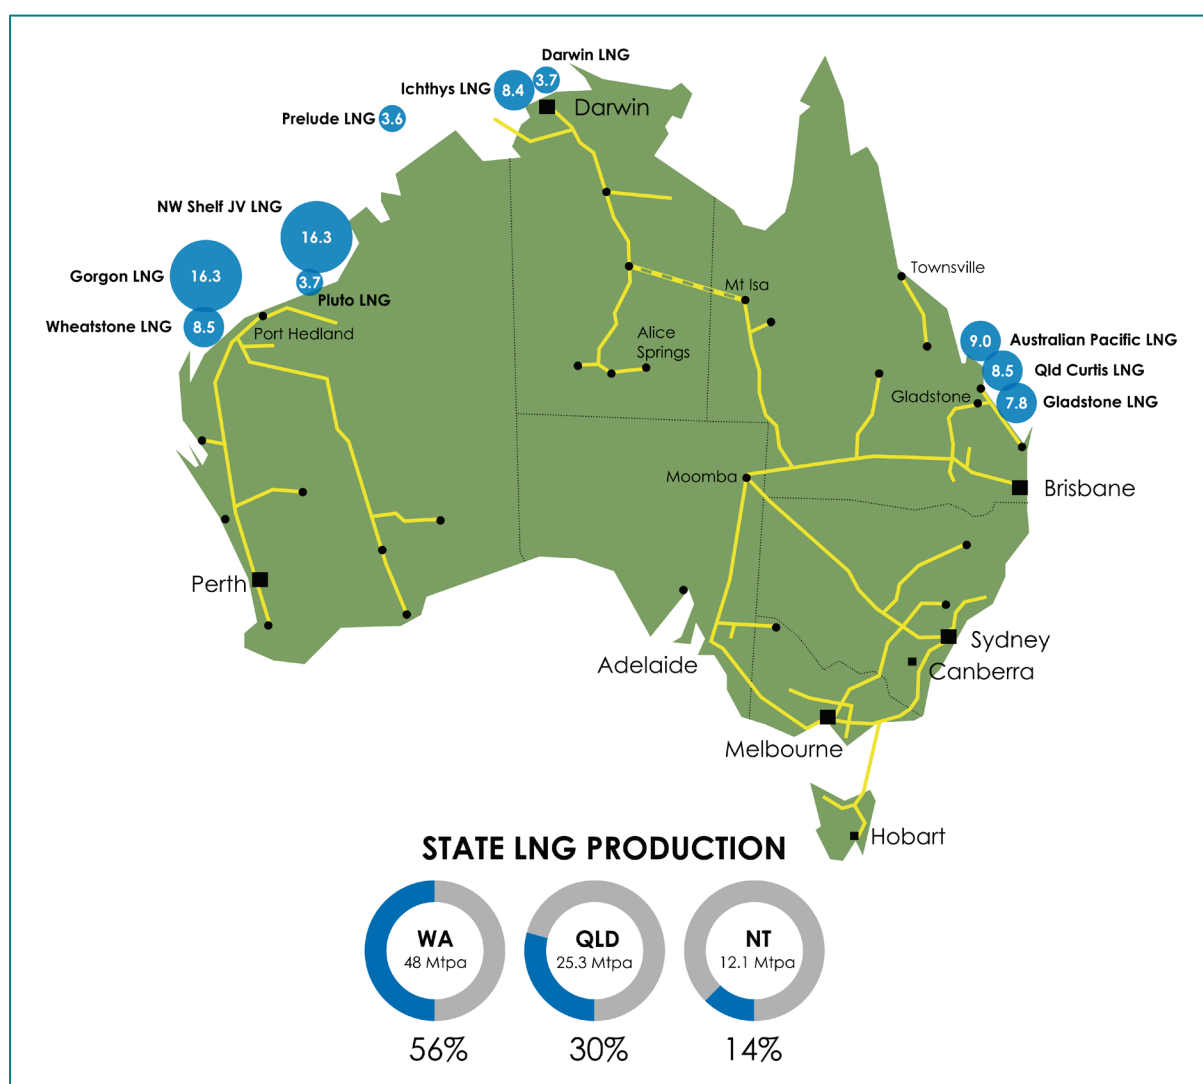 Darwin LNG
3.7
Ichthys LNG
8.4
Darwin
Prelude LNG
3.6
NW Shelf JV LNG
16.3
Gorgon LNG
16.3
3.7
Pluto LNG
Wheatstone LNG
8.5
Port Hedland
Townsville
Mt Isa
Alice
Springs
9.0
Australian Pacific LNG
8.5
Qld Curtis LNG
Gladstone
7.8
Gladstone LNG
Moomba
Brisbane
Perth
Sydney
Adelaide
Canberra
Melbourne
Hobart
STATE LNG PRODUCTION
WA
48 Mtpa
56%
QLD
25.3 Mtpa
30%
NT
12.1 Mtpa
14%